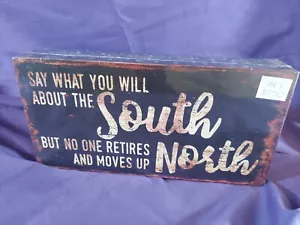 SAY WHAT YOU WILL
ABOUT THE South
BUT NO ONE RETIRES
AND MOVES UP North